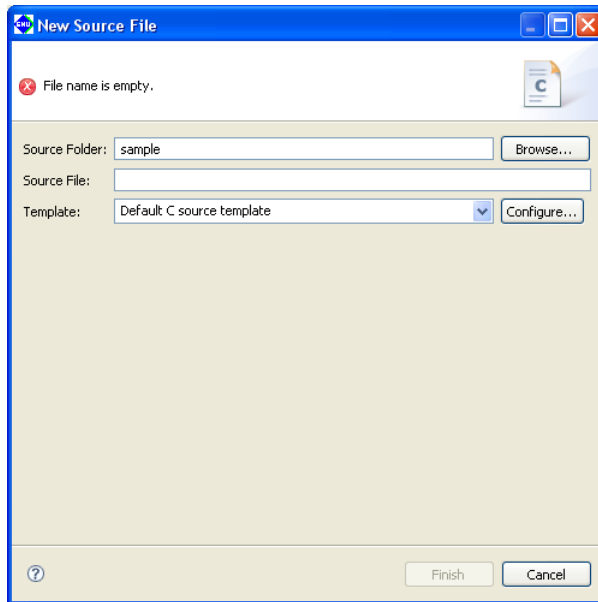 New Source File
File name is empty.
C
Source Folder: sample Browse...
Source File:
Template: Default C source template Configure...
Finish Cancel